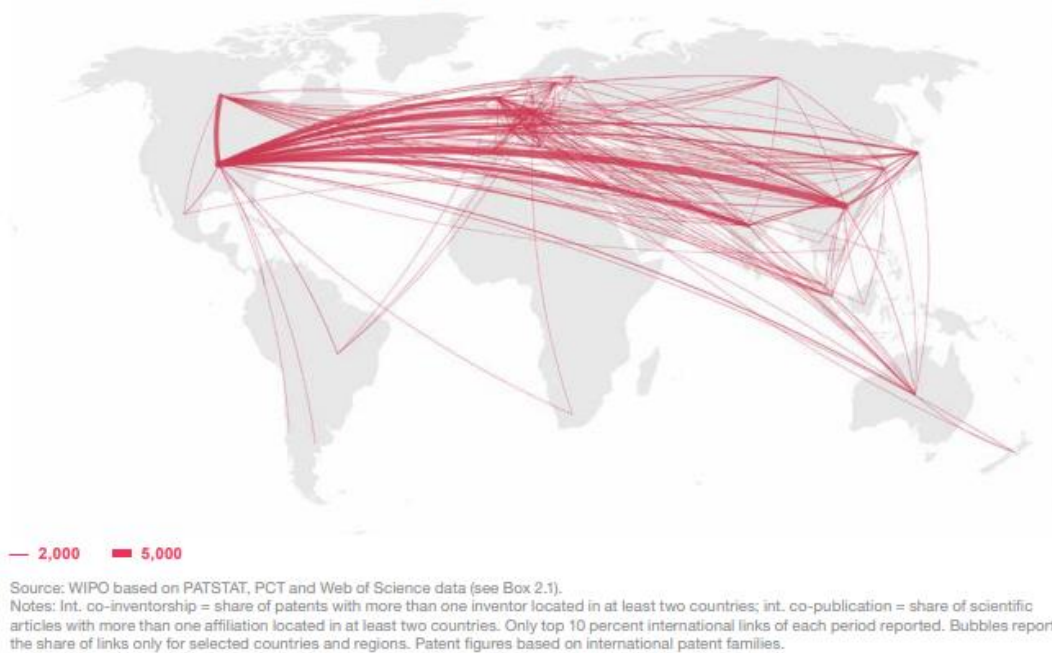 2,000 5,000
Source: WIPO based on PATSTAT, PCT and Web of Science data (see Box 2.1).
Notes: Int. co-inventorship = share of patents with more than one inventor located in at least two countries; int. co-publication = share of scientific
articles with more than one affiliation located in at least two countries. Only top 10 percent international links of each period reported. Bubbles report
the share of links only for selected countries and regions. Patent figures based on international patent families.